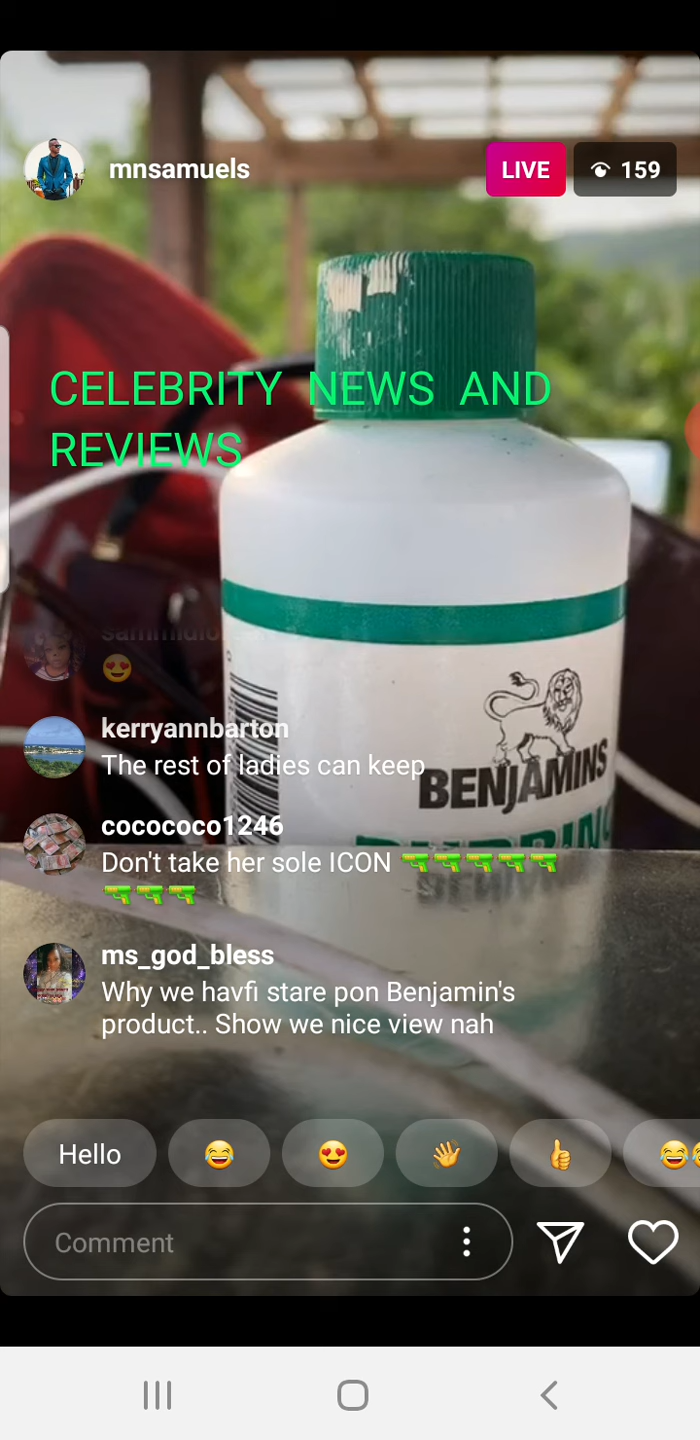 mnsamuels
LIVE
159
CELEBRITY NEWS AND
REVIEWS
😍
kerryannbarton
The rest of ladies can keep
BENJAMINS
cocococo1246
Don't take her sole ICON 🔫🔫🔫🔫🔫
🔫🔫🔫
ms_god_bless
Why we havfi stare pon Benjamin's
product.. Show we nice view nah
Hello 😂 😍 👋 👍 😂
Comment